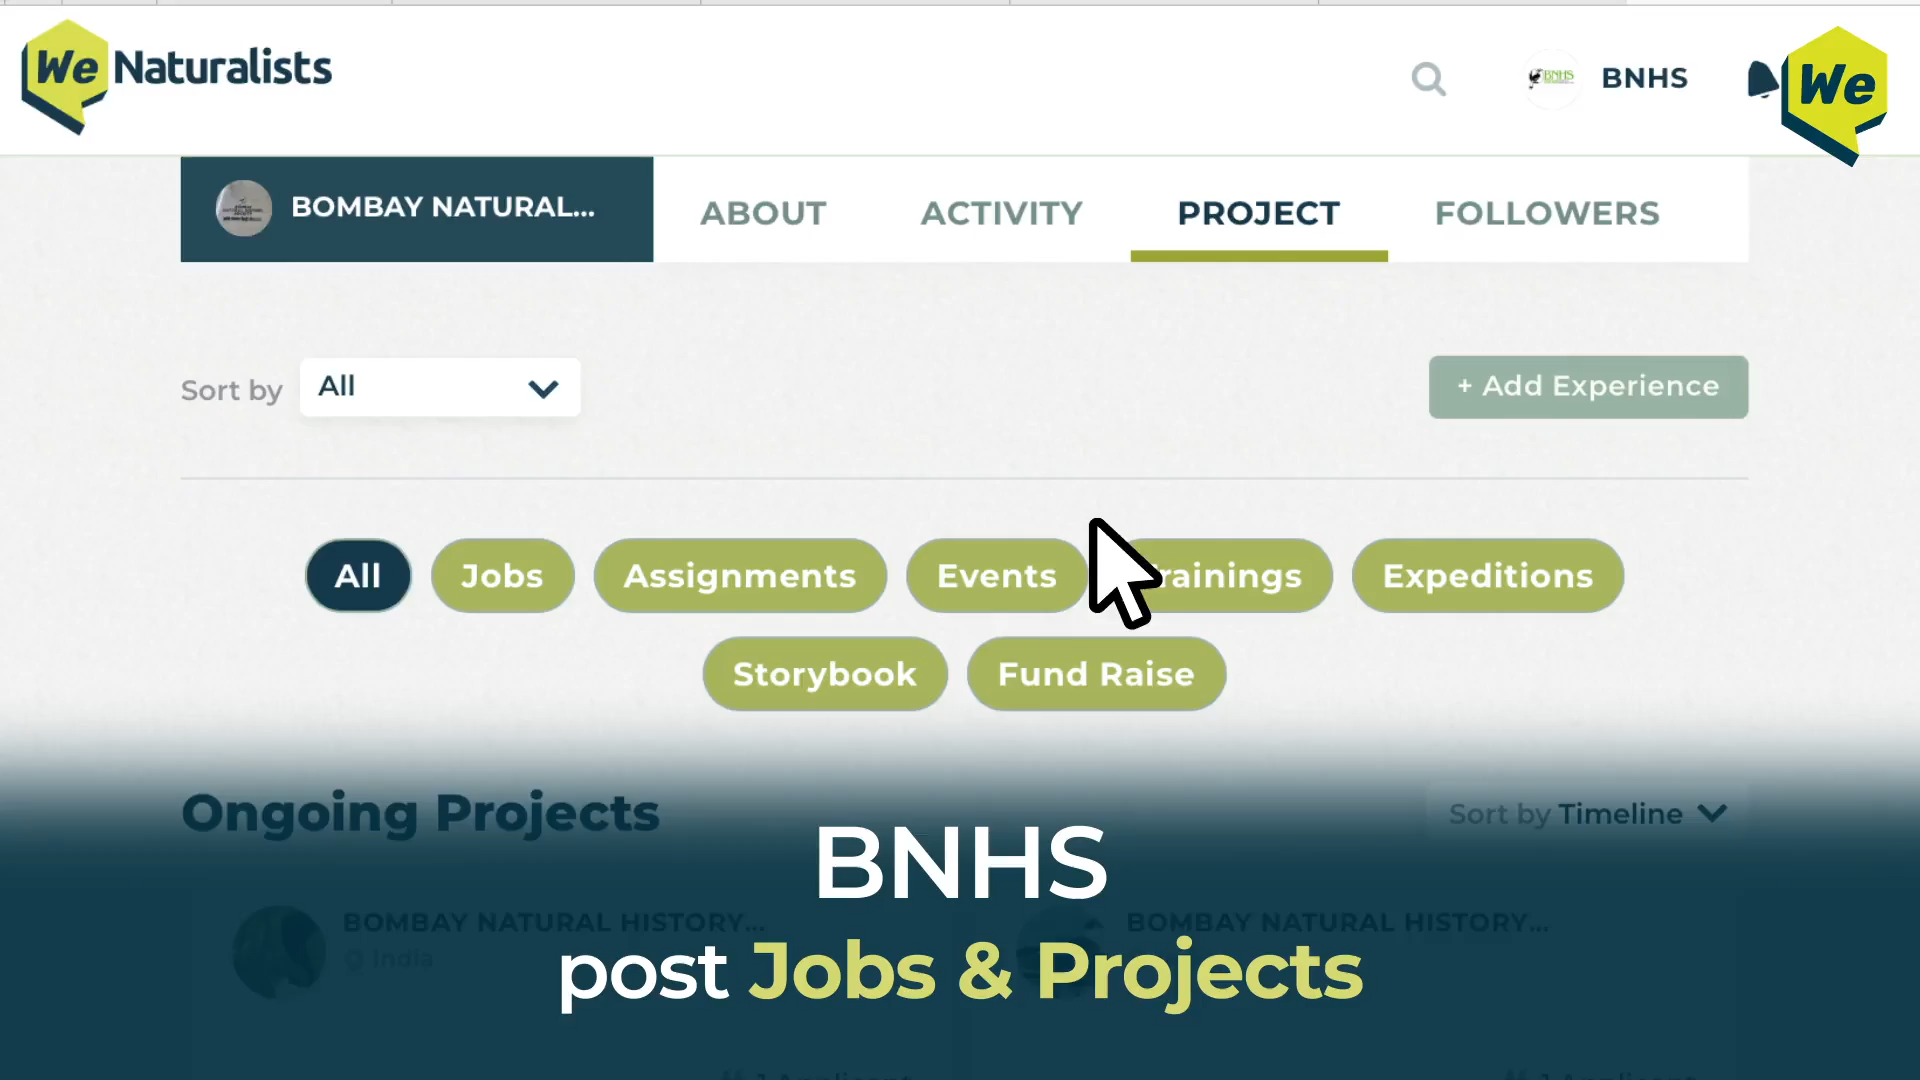 We Naturalists
BNHS
BNHS
We
BOMBAY NATURAL...
ABOUT
ACTIVITY
PROJECT
FOLLOWERS
Sort by
All
+ Add Experience
All
Jobs
Assignments
Events
rainings
Expeditions
Storybook
Fund Raise
Ongoing Projects
Sort by Timeline
BNHS
BOMBAY NATURAL HISTORY...
BOMBAY NATURAL HISTORY...
India
post Jobs & Projects